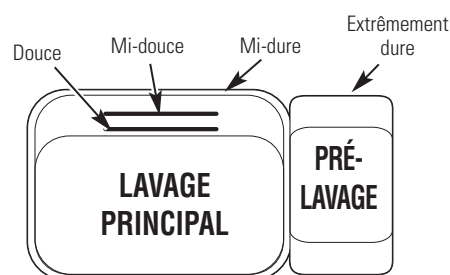 Extrêmement
dure
Mi-douce
Mi-dure
Douce
LAVAGE
PRINCIPAL
PRÉ-
LAVAGE